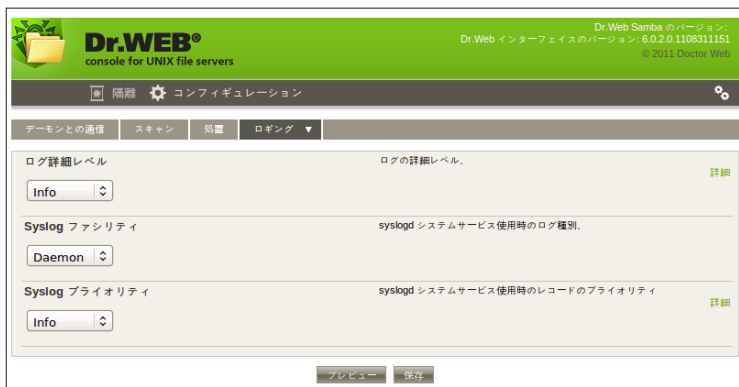 Dr.WEB®
console for UNIX file servers
Dr.Web Samba のバージョン:
Dr.Web インターフェイスのバージョン: 6.0.2.0.1108311151
© 2011 Doctor Web
隔離 コンフィギュレーション
デーモンとの通信 スキャン 処置 ロギング ▼
ログ詳細レベル
ログの詳細レベル。
詳細
Info
Syslog ファシリティ
syslogd システムサービス使用時のログ種別。
Daemon
Syslog プライオリティ
syslogd システムサービス使用時のレコードのプライオリティ
詳細
Info
プレビュー 保存